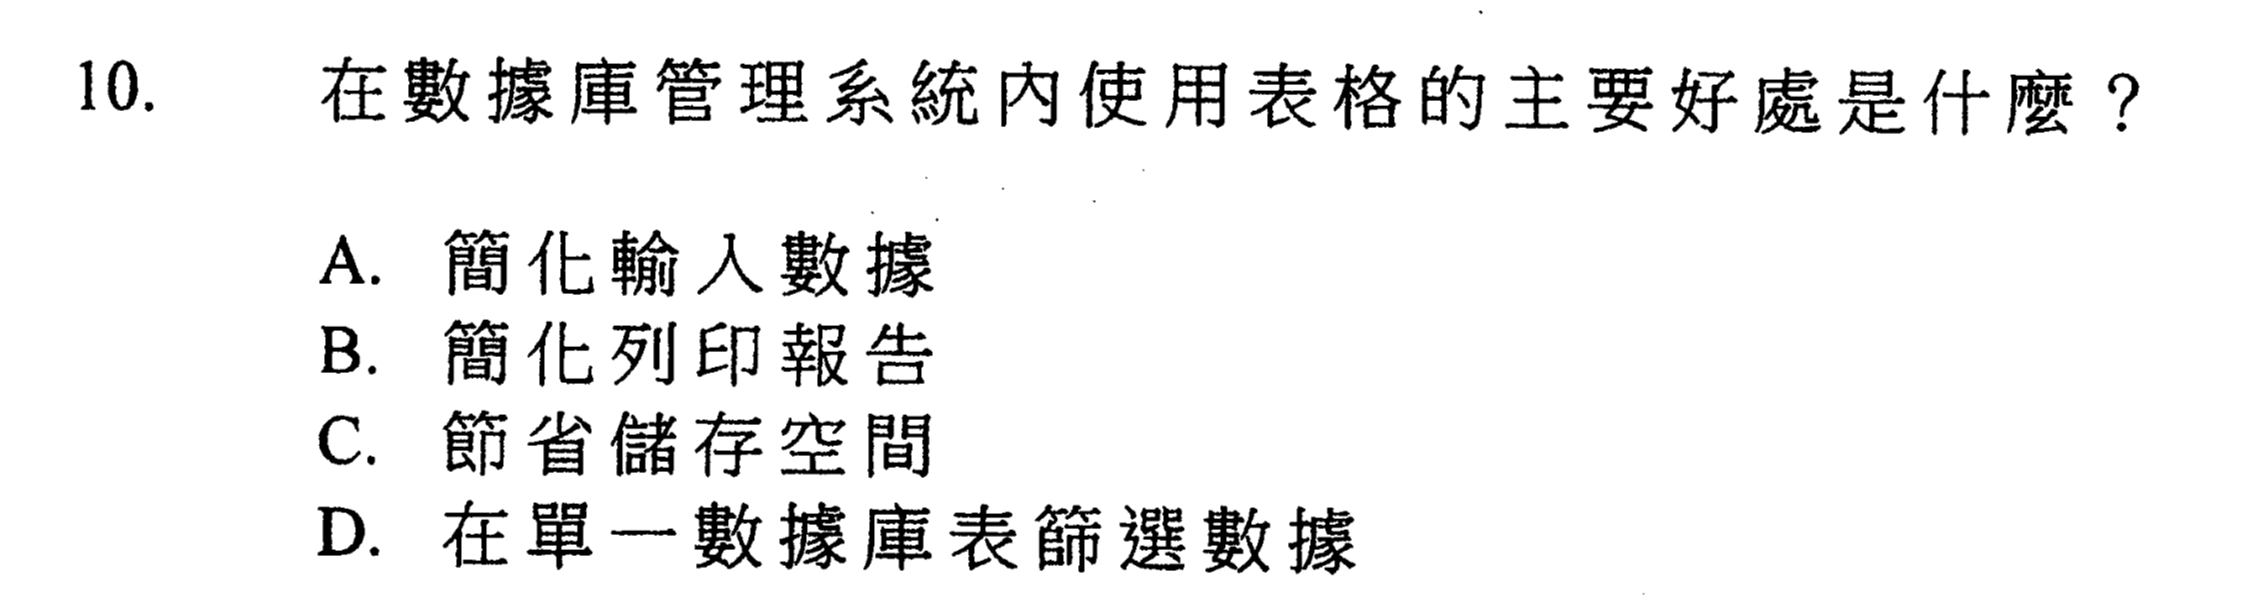 10. 在數據庫管理系統內使用表格的主要好處是什麼？
A. 簡化輸入數據
B. 簡化列印報告
C. 節省儲存空間
D. 在單一數據庫表篩選數據